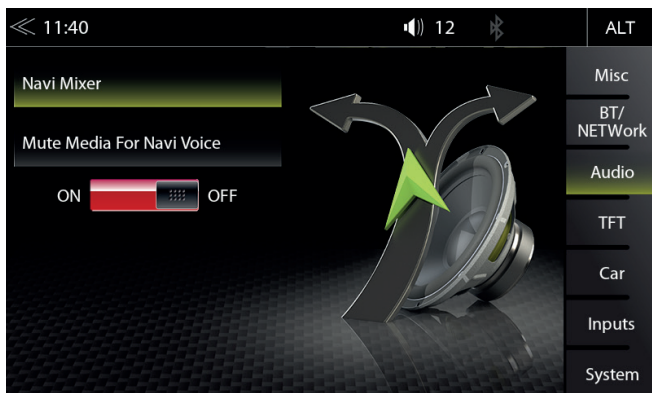 11:40
12
ALT
Navi Mixer
Mute Media For Navi Voice
ON
OFF
Misc
BT/
NETWork
Audio
TFT
Car
Inputs
System